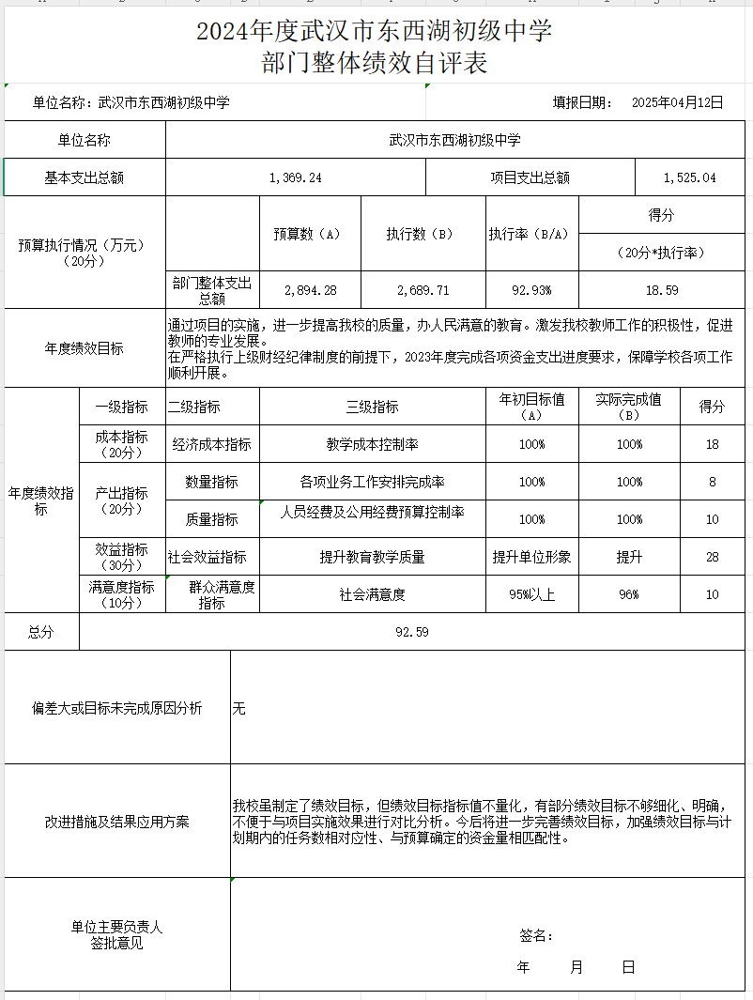 2024年度武汉市东西湖初级中学
部门整体绩效自评表
单位名称：武汉市东西湖初级中学 填报日期： 2025年04月12日
单位名称 武汉市东西湖初级中学
基本支出总额 1,369.24 项目支出总额 1,525.04
预算执行情况（万元）
（20分）
预算数（A） 执行数（B） 执行率（B/A） 得分
（20分*执行率）
部门整体支出
总额
2,894.28 2,689.71 92.93% 18.59
年度绩效目标
通过项目的实施，进一步提高我校的质量，办人民满意的教育。激发我校教师工作的积极性，促进
教师的专业发展。
在严格执行上级财经纪律制度的前提下，2023年度完成各项资金支出进度要求，保障学校各项工作
顺利开展。
年度绩效指
标
一级指标 二级指标 三级指标 年初目标值
（A）
实际完成值
（B）
得分
成本指标
（20分）
经济成本指标 教学成本控制率 100% 100% 18
产出指标
（20分）
数量指标 各项业务工作安排完成率 100% 100% 8
质量指标 人员经费及公用经费预算控制率 100% 100% 10
效益指标
（30分）
社会效益指标 提升教育教学质量 提升单位形象 提升 28
满意度指标
（10分）
群众满意度
指标
社会满意度 95%以上 96% 10
总分 92.59
偏差大或目标未完成原因分析 无
改进措施及结果应用方案
我校虽制定了绩效目标，但绩效目标指标值不量化，有部分绩效目标不够细化、明确，
不便于与项目实施效果进行对比分析。今后将进一步完善绩效目标，加强绩效目标与计
划期内的任务数相对应性、与预算确定的资金量相匹配性。
单位主要负责人
签批意见
签名：
年 月 日